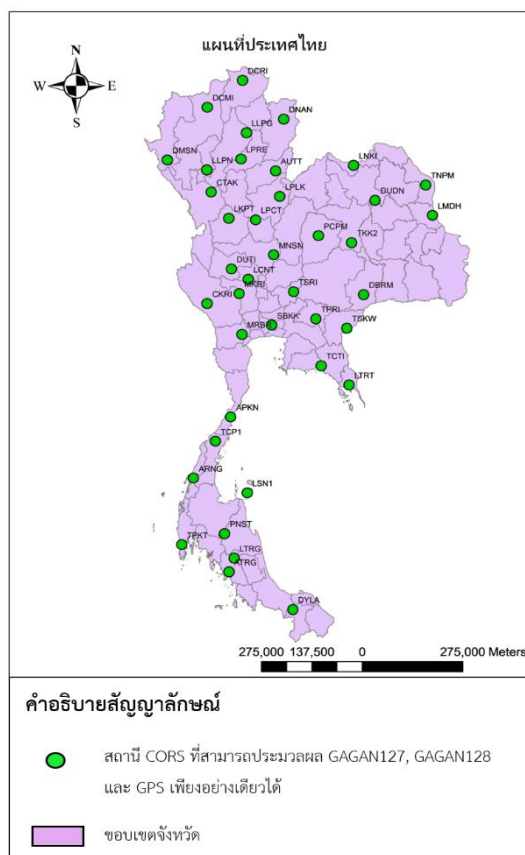 แผนที่ประเทศไทย
N
W E
S
DCRI
DCMI
DNAN
LLPG
DMSN
LPRE
LLPN
AUTT
LNKI
CTAK
LPLK
TNPM
DUDN
LMDH
LKPT
LPCT
PCPM
TKK2
MNSN
DUTI
LCNT
MKRI
TSRI
DBRM
CKRI
SBKK
TPRI
TSKW
MRBR
TCTI
LTRT
APKN
TCP1
ARNG
LSN1
PNST
TPKT
LTRG
ATRG
DYLA
275,000 137,500 0 275,000 Meters
คำอธิบายสัญญาลักษณ์
สถานี CORS ที่สามารถประมวลผล GAGAN127, GAGAN128
และ GPS เพียงอย่างเดียวได้
ขอบเขตจังหวัด